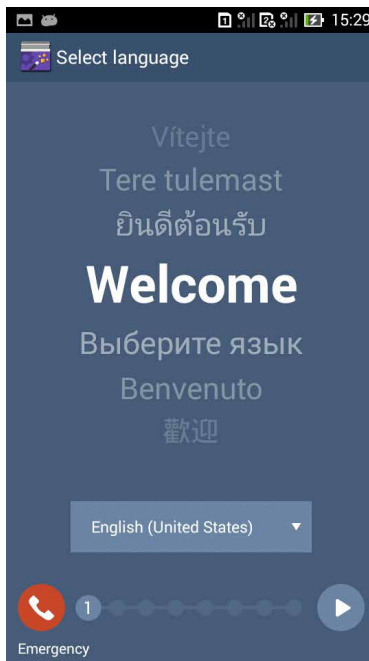 15:29
Select language
Vítejte
Tere tulemast
ยินดีต้อนรับ
Welcome
Выберите язык
Benvenuto
歡迎
English (United States)
1
Emergency